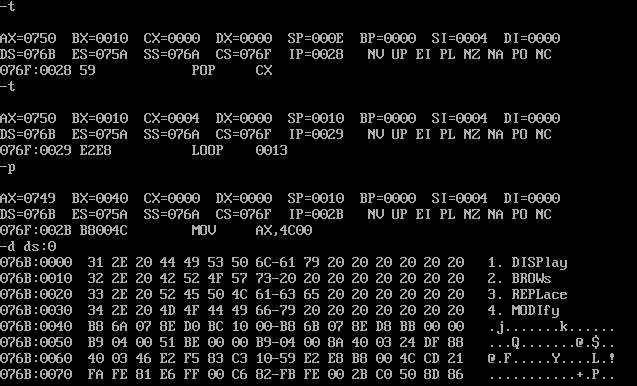 -t
AX=0750 BX=0010 CX=0000 DX=0000 SP=000E BP=0000 SI=0004 DI=0000
DS=076B ES=075A SS=076A CS=076F IP=0028 NV UP EI PL NZ NA PO NC
076F:0028 59 POP CX
-t
AX=0750 BX=0010 CX=0004 DX=0000 SP=0010 BP=0000 SI=0004 DI=0000
DS=076B ES=075A SS=076A CS=076F IP=0029 NV UP EI PL NZ NA PO NC
076F:0029 E2E8 LOOP 0013
-p
AX=0749 BX=0040 CX=0000 DX=0000 SP=0010 BP=0000 SI=0004 DI=0000
DS=076B ES=075A SS=076A CS=076F IP=002B NV UP EI PL NZ NA PO NC
076F:002B B8004C MOV AX,4C00
-d ds:0
076B:0000 31 2E 20 44 49 53 50 6C-61 79 20 20 20 20 20 20 1. DISPlay
076B:0010 32 2E 20 42 52 4F 57 73-20 20 20 20 20 20 20 20 2. BROWs
076B:0020 33 2E 20 52 45 50 4C 61-63 65 20 20 20 20 20 20 3. REPLace
076B:0030 34 2E 20 4D 4F 44 49 66-79 20 20 20 20 20 20 20 4. MODIfy
076B:0040 B8 6A 07 8E D0 BC 10 00-B8 6B 07 8E D8 BB 00 00 .j.......k......
076B:0050 B9 04 00 51 BE 00 00 B9-04 00 8A 40 03 24 DF 88 ...Q.......@.$..
076B:0060 40 03 46 E2 F5 83 C3 10-59 E2 E8 B8 00 4C CD 21 @.F.....Y....L.!
076B:0070 FA FE 81 E6 FF 00 C6 82-FB FE 00 2B C0 50 8D 86 ...........+.P..